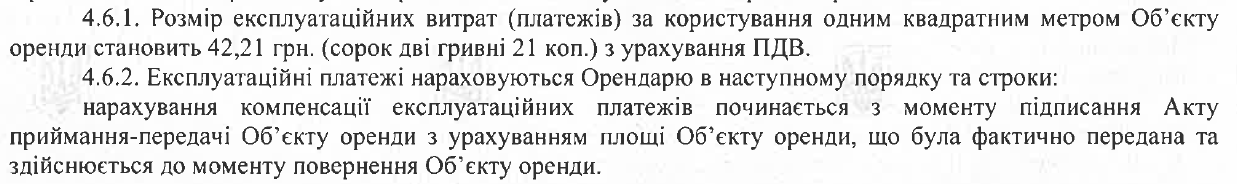 4.6.1. Розмір експлуатаційних витрат (платежів) за користування одним квадратним метром Об’єкту
оренди становить 42,21 грн. (сорок дві гривні 21 коп.) з урахування ПДВ.
4.6.2. Експлуатаційні платежі нараховуються Орендарю в наступному порядку та строки:
нарахування компенсації експлуатаційних платежів починається з моменту підписання Акту
приймання-передачі Об’єкту оренди з урахуванням площі Об’єкту оренди, що була фактично передана та
здійснюється до моменту повернення Об’єкту оренди.